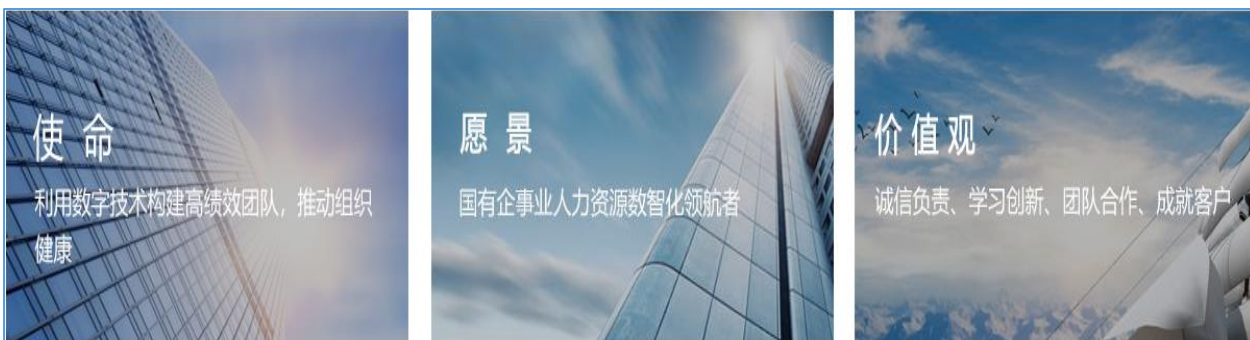 使命
利用数字技术构建高绩效团队，推动组织
健康
愿景
国有企事业人力资源数智化领航者
价值观
诚信负责、学习创新、团队合作、成就客户